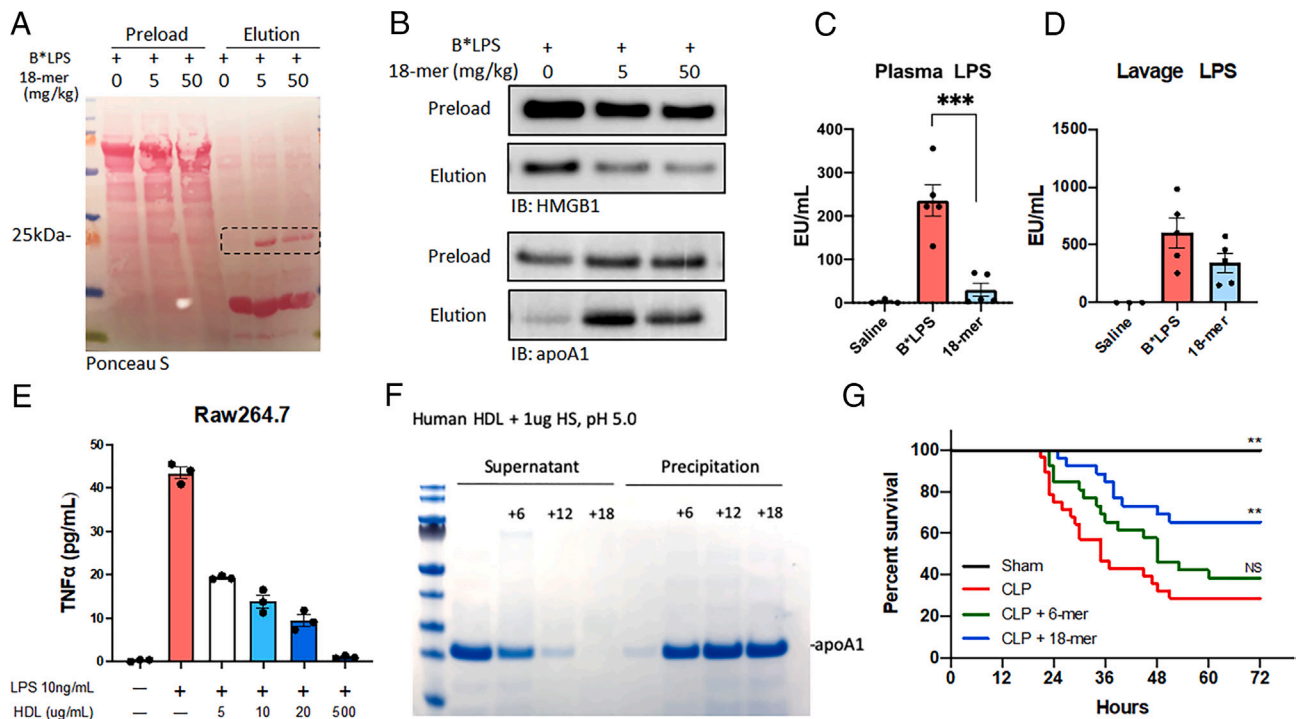 A
Preload Elution
B*LPS + + + + + +
18-mer 0 5 50 0 5 50
(mg/kg)
25kDa-
Ponceau S
B
B*LPS + + +
18-mer (mg/kg) 0 5 50
Preload
Elution
IB: HMGB1
Preload
Elution
IB: apoA1
C
Plasma LPS
***
EU/mL
400
300
200
100
0
Saline B*LPS 18-mer
D
Lavage LPS
EU/mL
1500
1000
500
0
Saline B*LPS 18-mer
E
Raw264.7
TNFα (pg/mL)
50
40
30
20
10
0
LPS 10ng/mL — + + + + +
HDL (ug/mL) — — 5 10 20 500
F
Human HDL + 1ug HS, pH 5.0
Supernatant Precipitation
+6 +12 +18 +6 +12 +18
-apoA1
G
Percent survival
100
80
60
40
20
0
**
**
NS
Sham
CLP
CLP + 6-mer
CLP + 18-mer
0 12 24 36 48 60 72
Hours